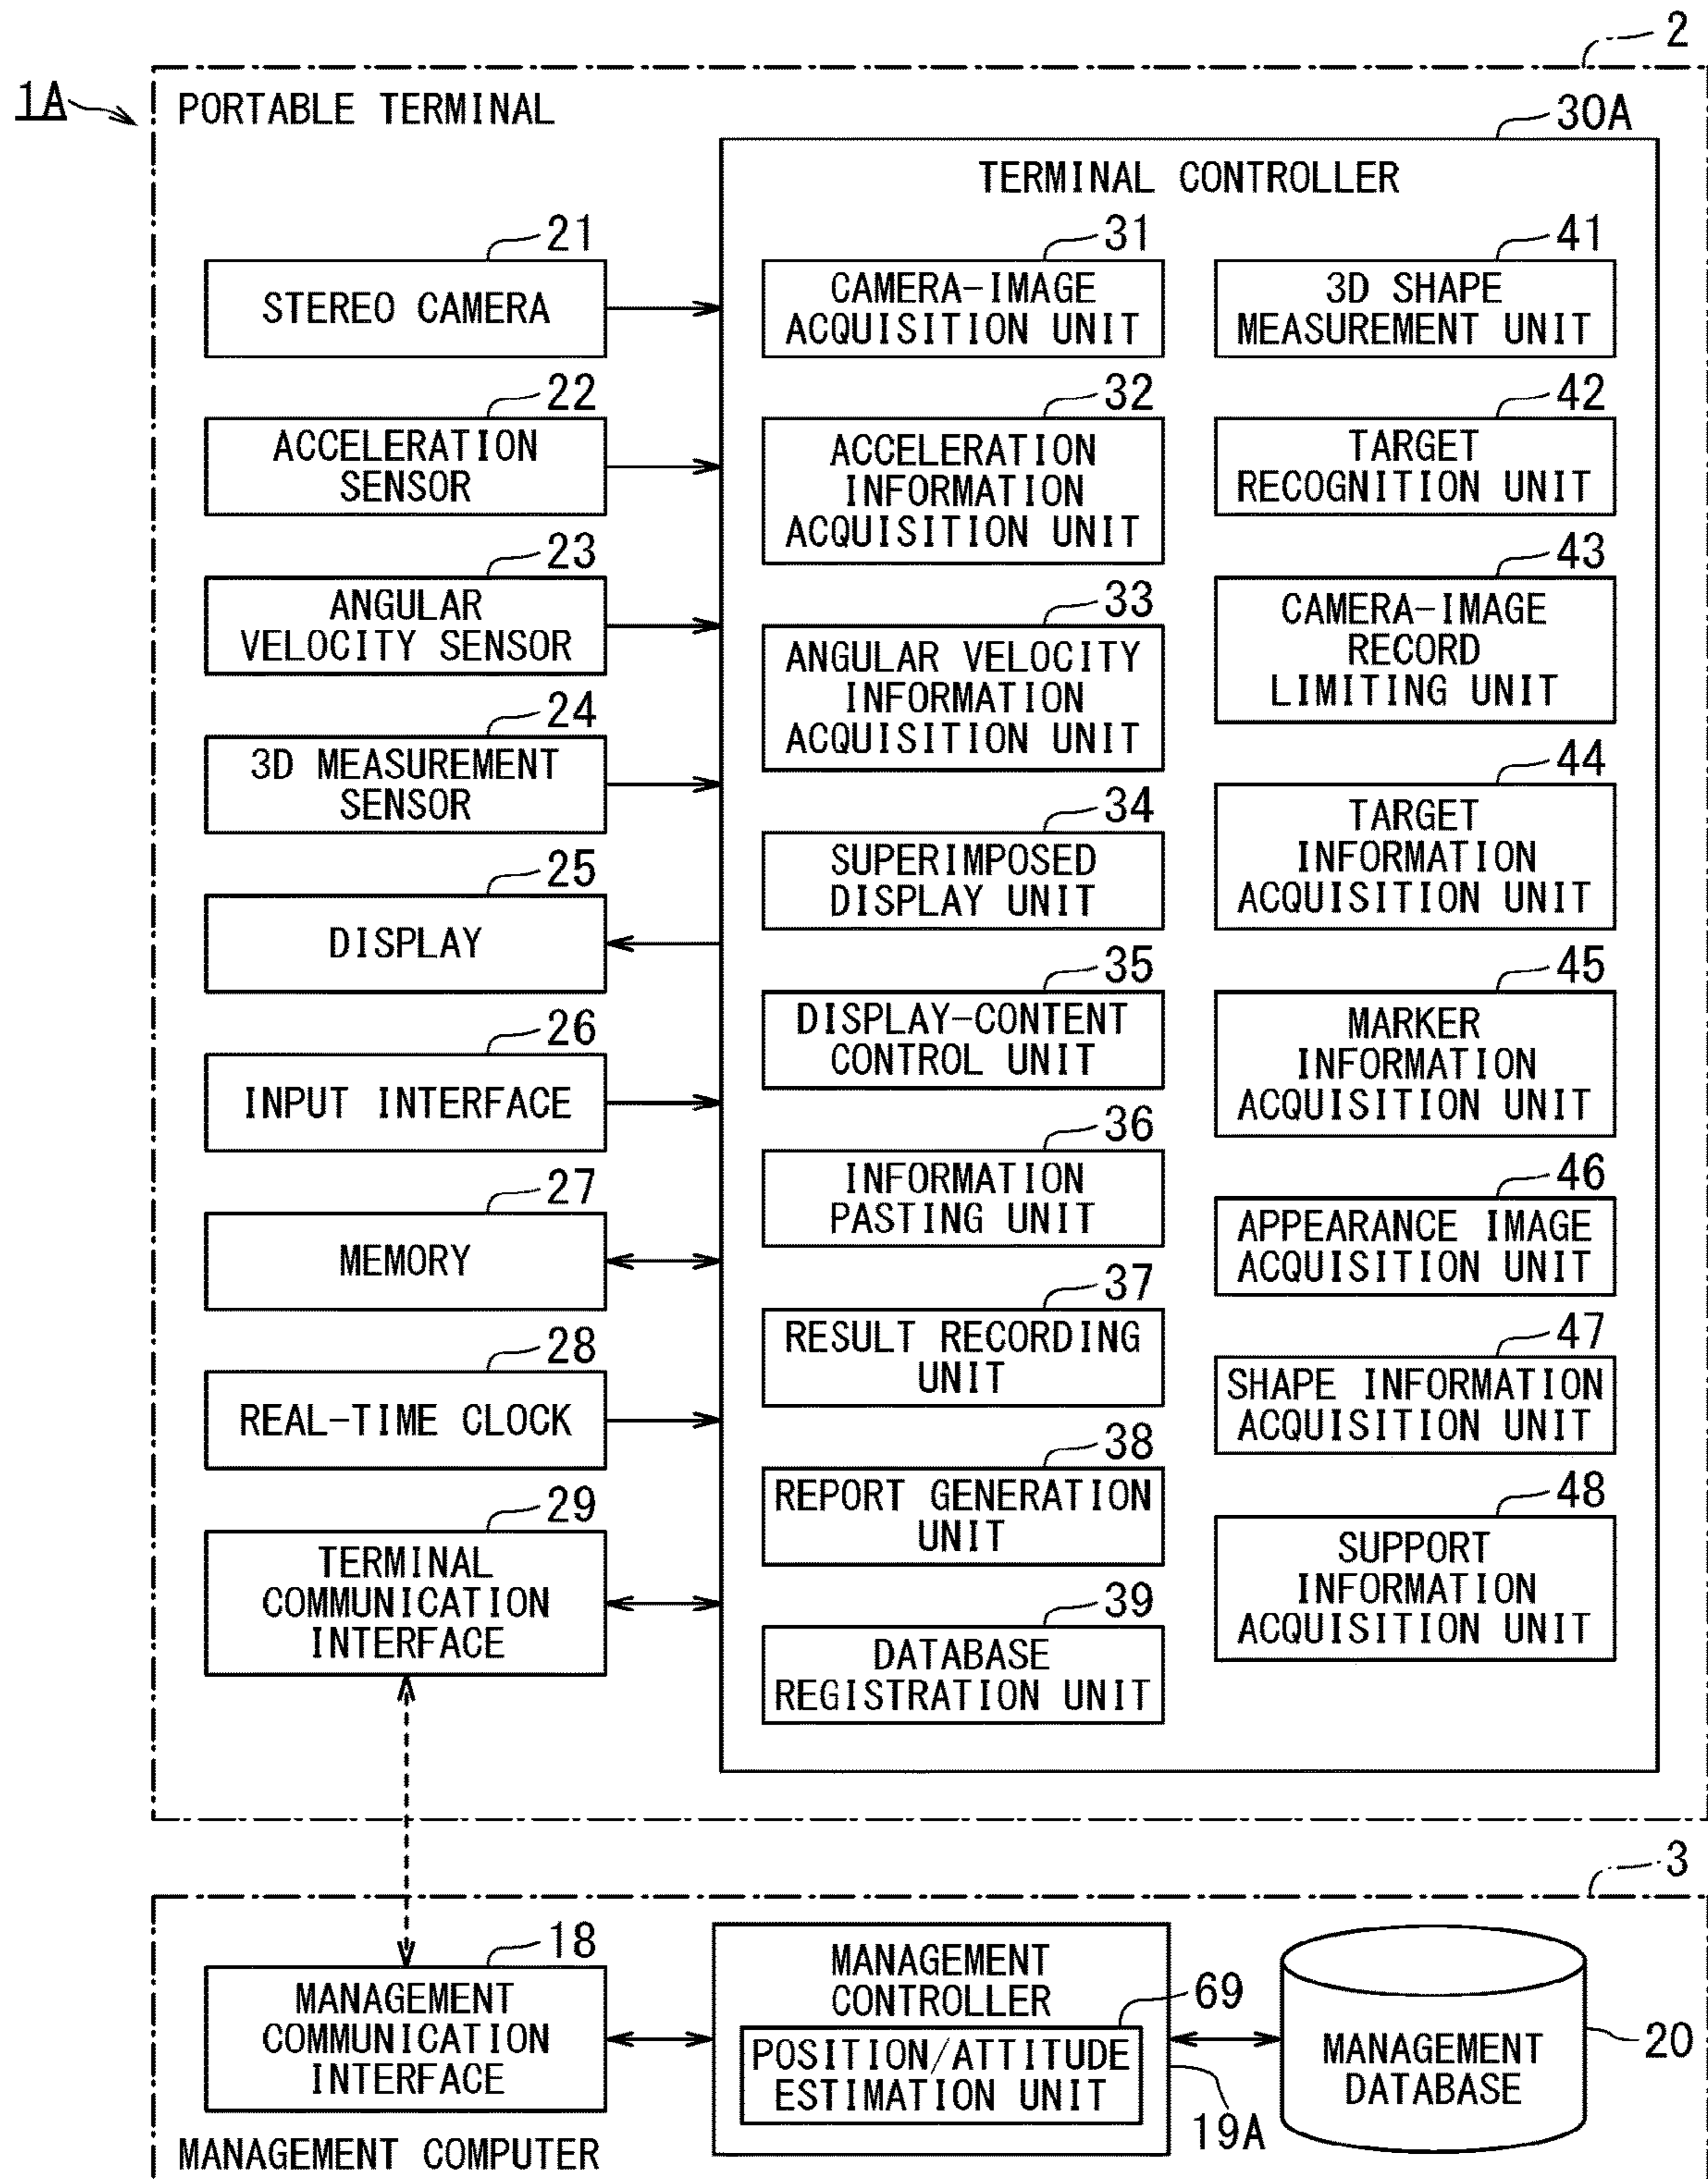 2
1A
PORTABLE TERMINAL
30A
TERMINAL CONTROLLER
21
STEREO CAMERA
22
ACCELERATION
SENSOR
23
ANGULAR
VELOCITY SENSOR
24
3D MEASUREMENT
SENSOR
25
DISPLAY
26
INPUT INTERFACE
27
MEMORY
28
REAL-TIME CLOCK
29
TERMINAL
COMMUNICATION
INTERFACE
31
CAMERA-IMAGE
ACQUISITION UNIT
32
ACCELERATION
INFORMATION
ACQUISITION UNIT
33
ANGULAR VELOCITY
INFORMATION
ACQUISITION UNIT
34
SUPERIMPOSED
DISPLAY UNIT
35
DISPLAY-CONTENT
CONTROL UNIT
36
INFORMATION
PASTING UNIT
37
RESULT RECORDING
UNIT
38
REPORT GENERATION
UNIT
39
DATABASE
REGISTRATION UNIT
41
3D SHAPE
MEASUREMENT UNIT
42
TARGET
RECOGNITION UNIT
43
CAMERA-IMAGE
RECORD
LIMITING UNIT
44
TARGET
INFORMATION
ACQUISITION UNIT
45
MARKER
INFORMATION
ACQUISITION UNIT
46
APPEARANCE IMAGE
ACQUISITION UNIT
47
SHAPE INFORMATION
ACQUISITION UNIT
48
SUPPORT
INFORMATION
ACQUISITION UNIT
3
18
MANAGEMENT
COMMUNICATION
INTERFACE
MANAGEMENT
CONTROLLER
69
POSITION/ATTITUDE
ESTIMATION UNIT
19A
MANAGEMENT
DATABASE
20
MANAGEMENT COMPUTER